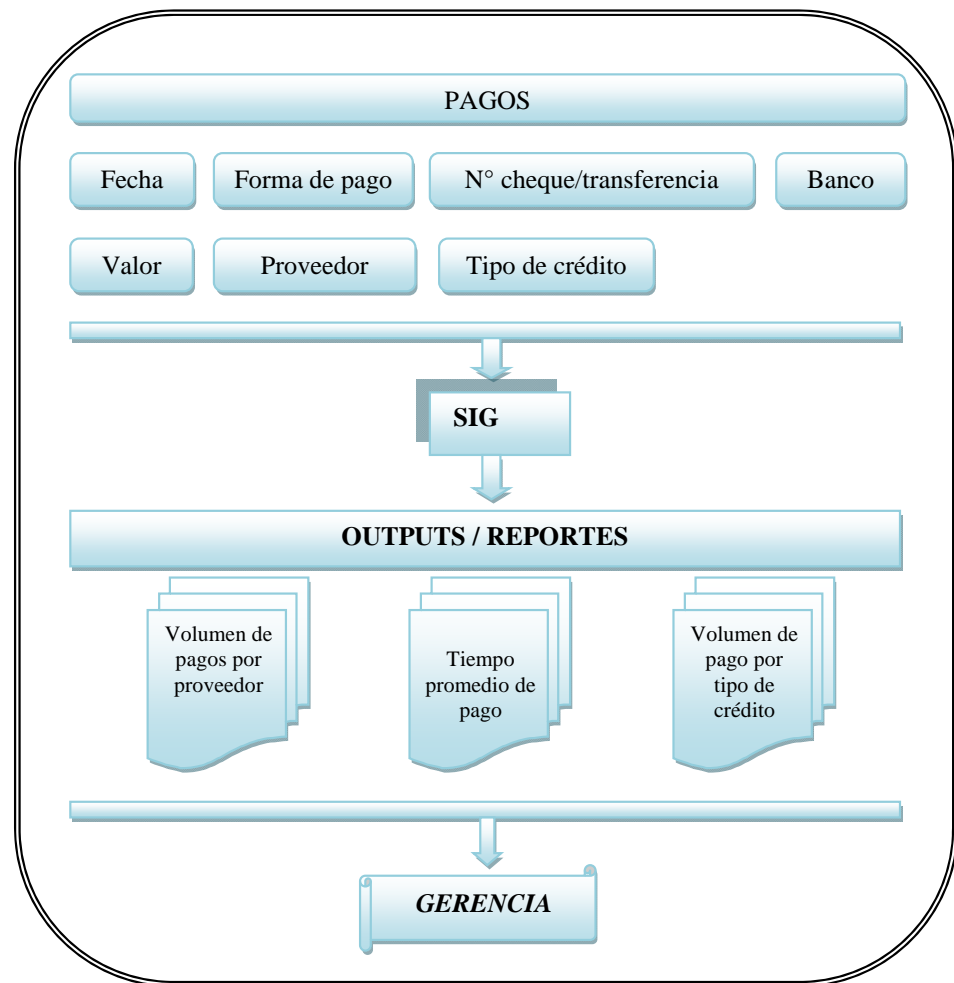 PAGOS
Fecha
Forma de pago
N° cheque/transferencia
Banco
Valor
Proveedor
Tipo de crédito
SIG
OUTPUTS / REPORTES
Volumen de
pagos por
proveedor
Tiempo
promedio de
pago
Volumen de
pago por
tipo de
crédito
GERENCIA